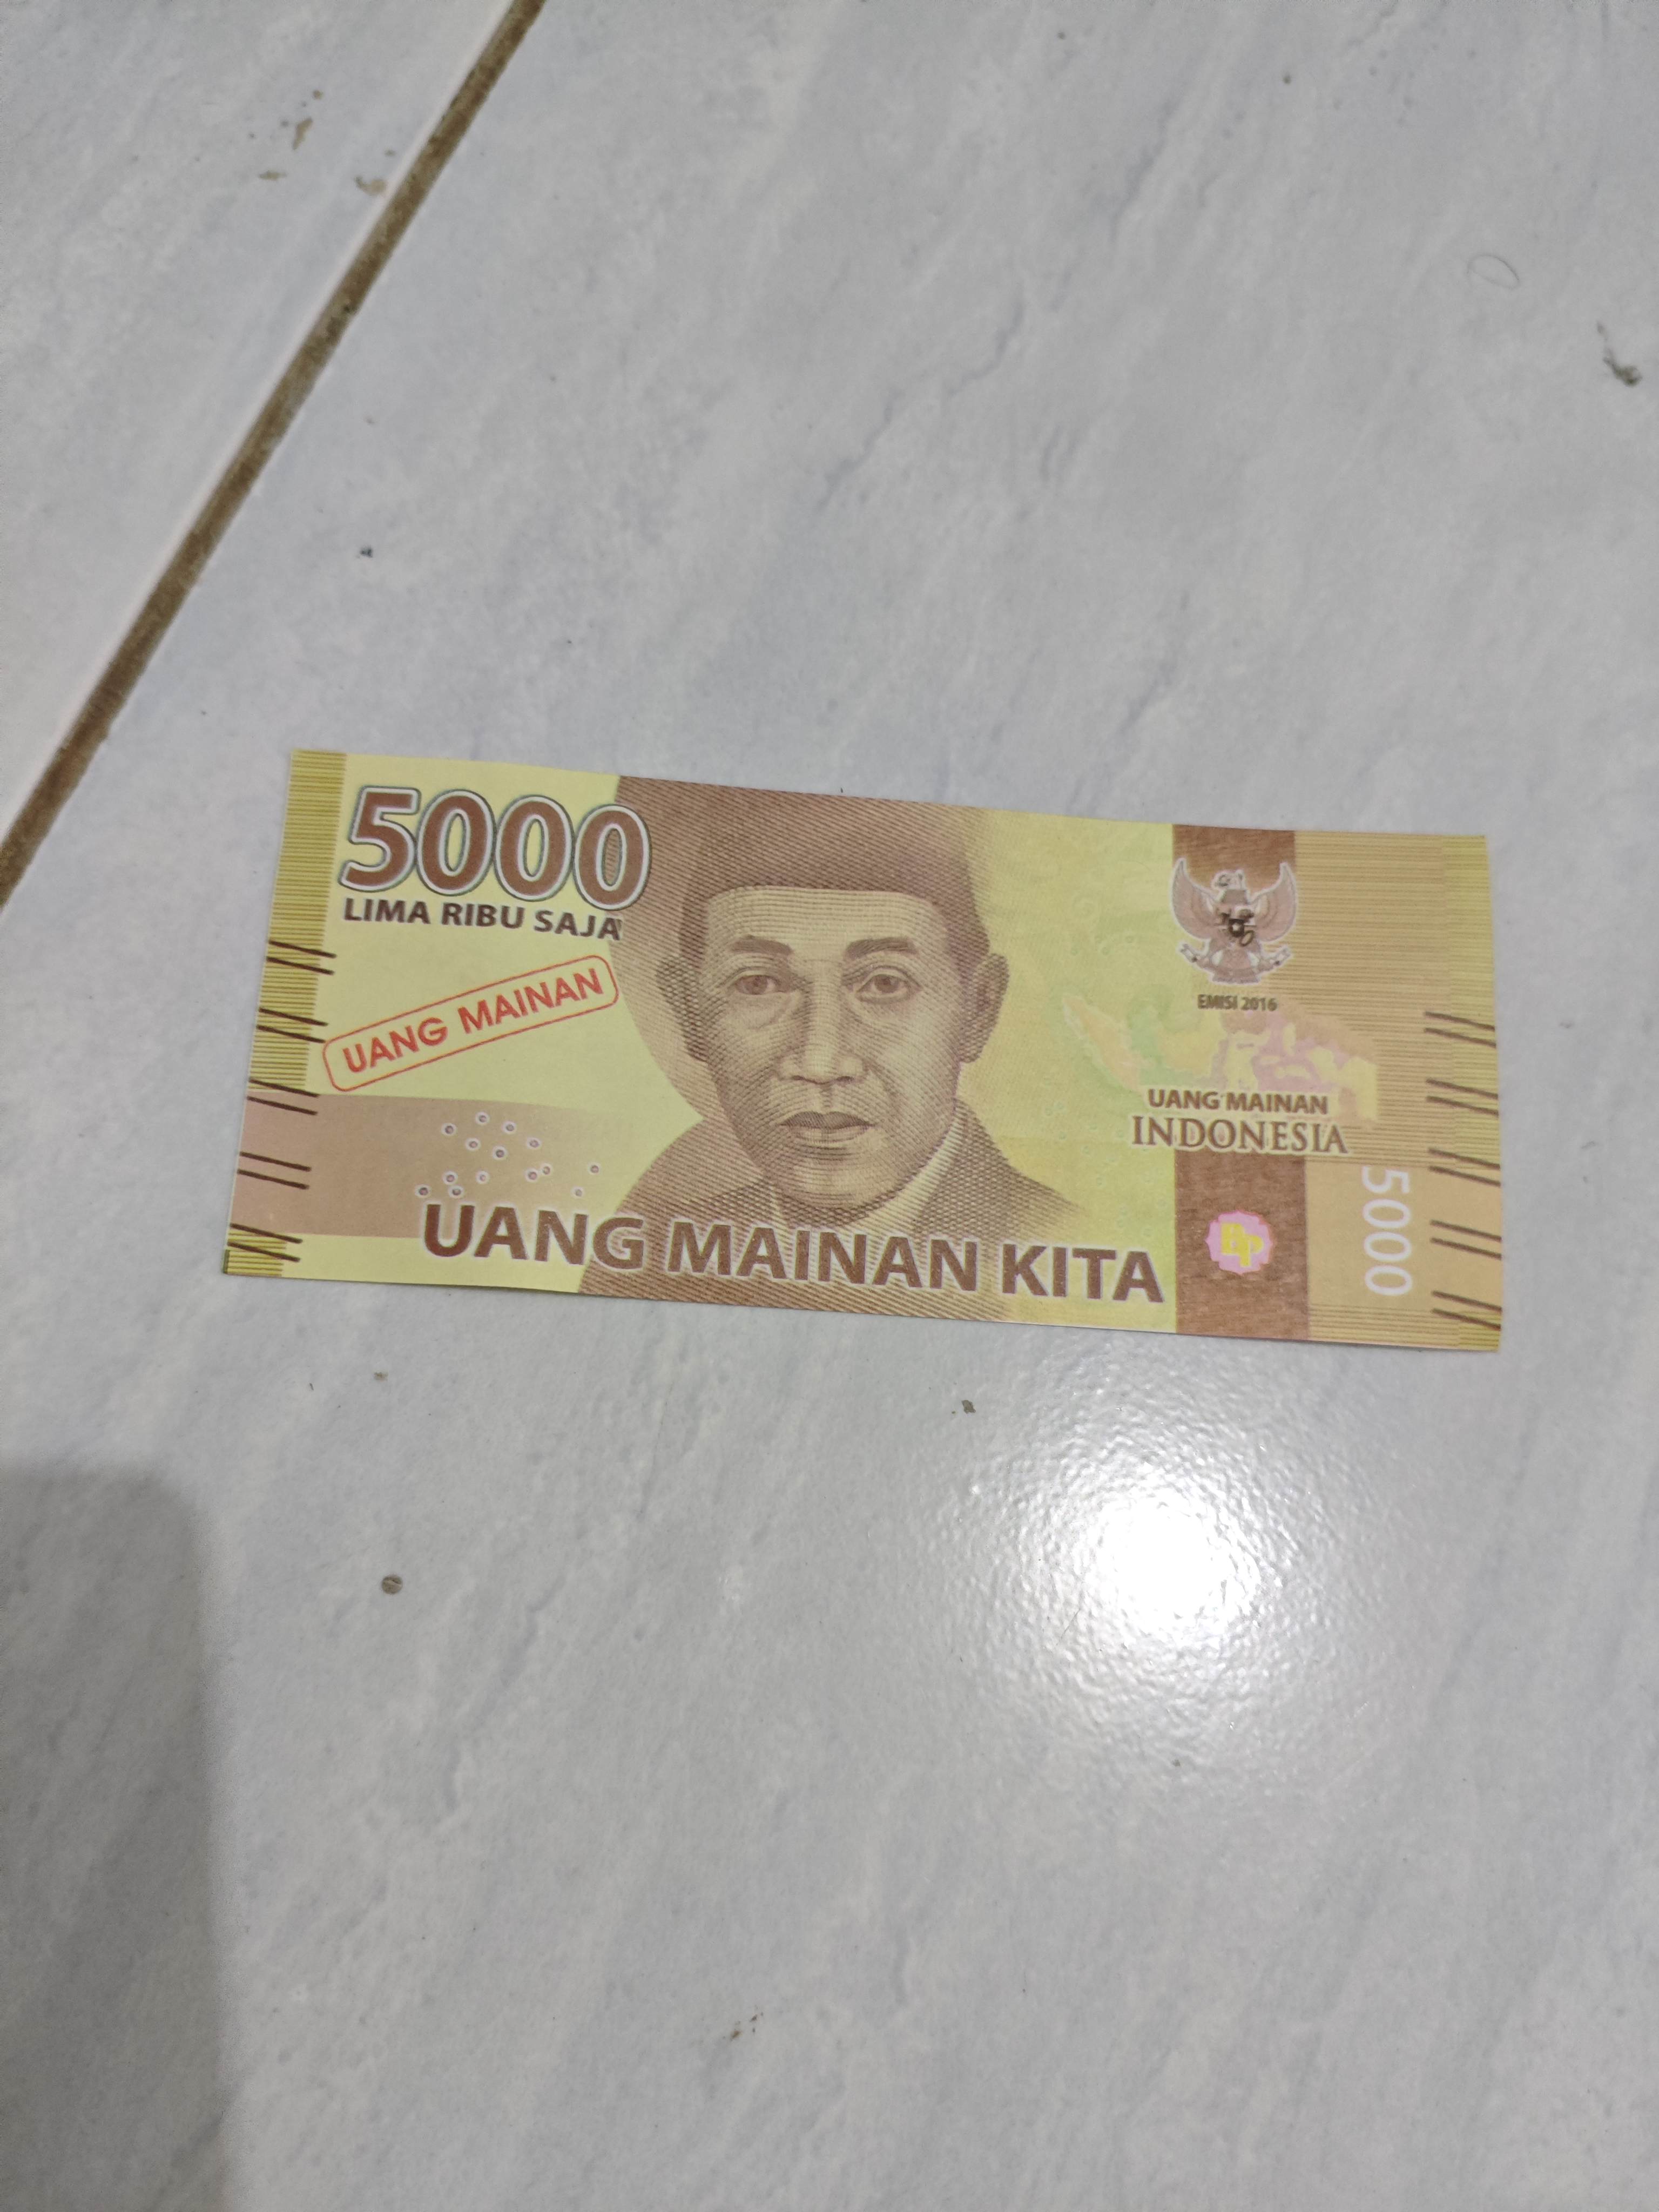 5000
LIMA RIBU SAJA
UANG MAINAN
EMISI 2016
UANG MAINAN
INDONESIA
5000
UANG MAINAN KITA